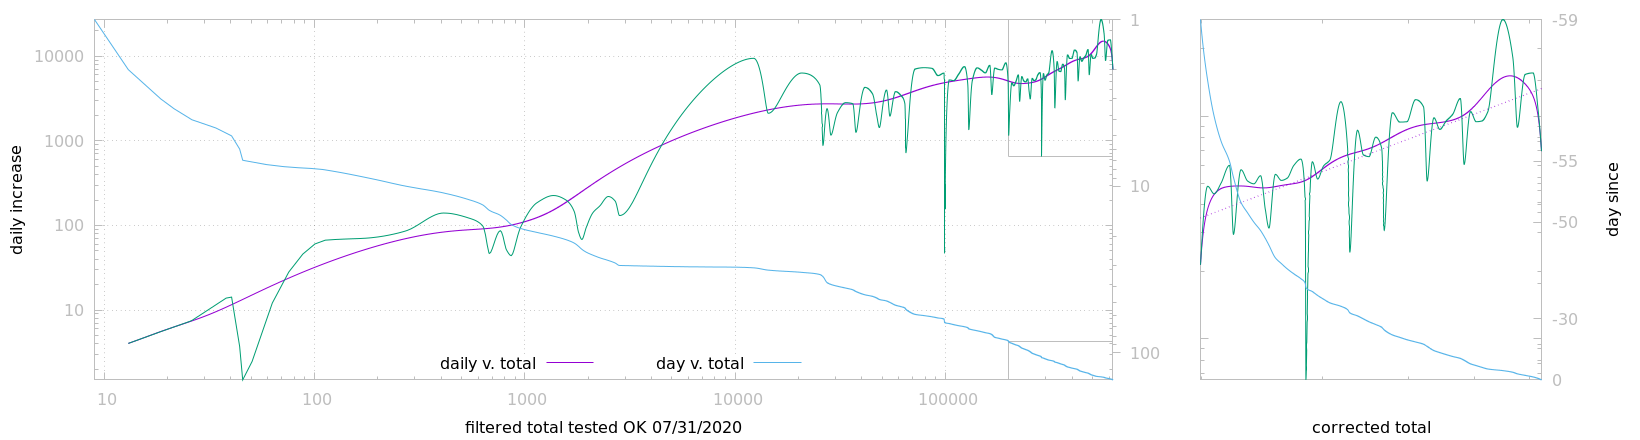 10000
1000
100
10
daily increase
10
100
1000
10000
100000
filtered total tested OK 07/31/2020
daily v. total
day v. total
1
10
100
-59
-55
-50
-30
0
day since
corrected total